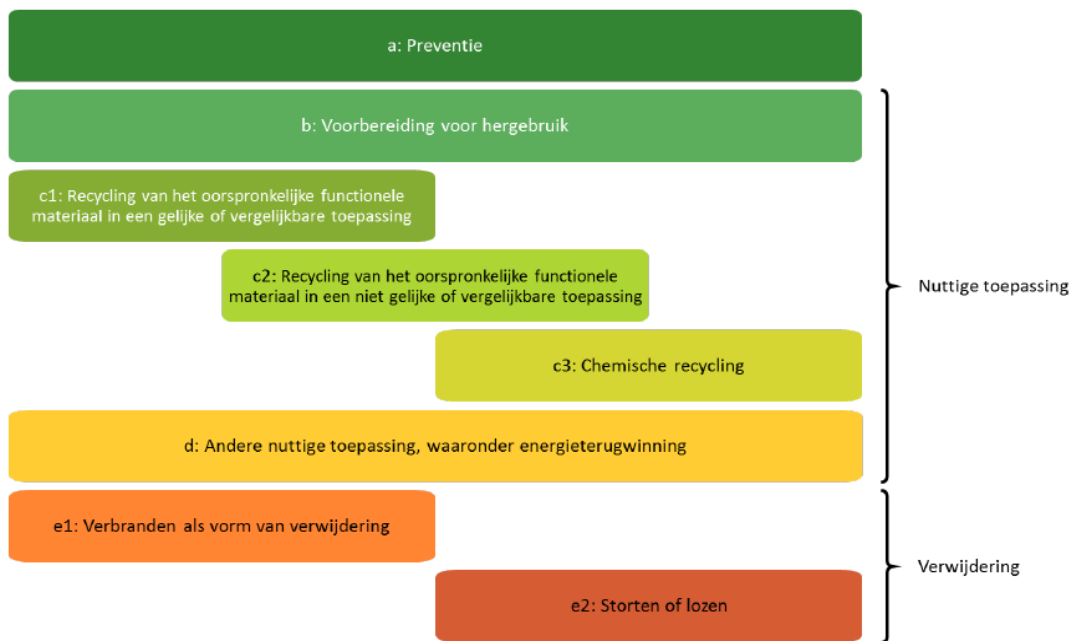 a: Preventie
b: Voorbereiding voor hergebruik
c1: Recycling van het oorspronkelijke functionele
materiaal in een gelijke of vergelijkbare toepassing
c2: Recycling van het oorspronkelijke functionele
materiaal in een niet gelijke of vergelijkbare toepassing
Nuttige toepassing
c3: Chemische recycling
d: Andere nuttige toepassing, waaronder energieterugwinning
e1: Verbranden als vorm van verwijdering
Verwijdering
e2: Storten of lozen